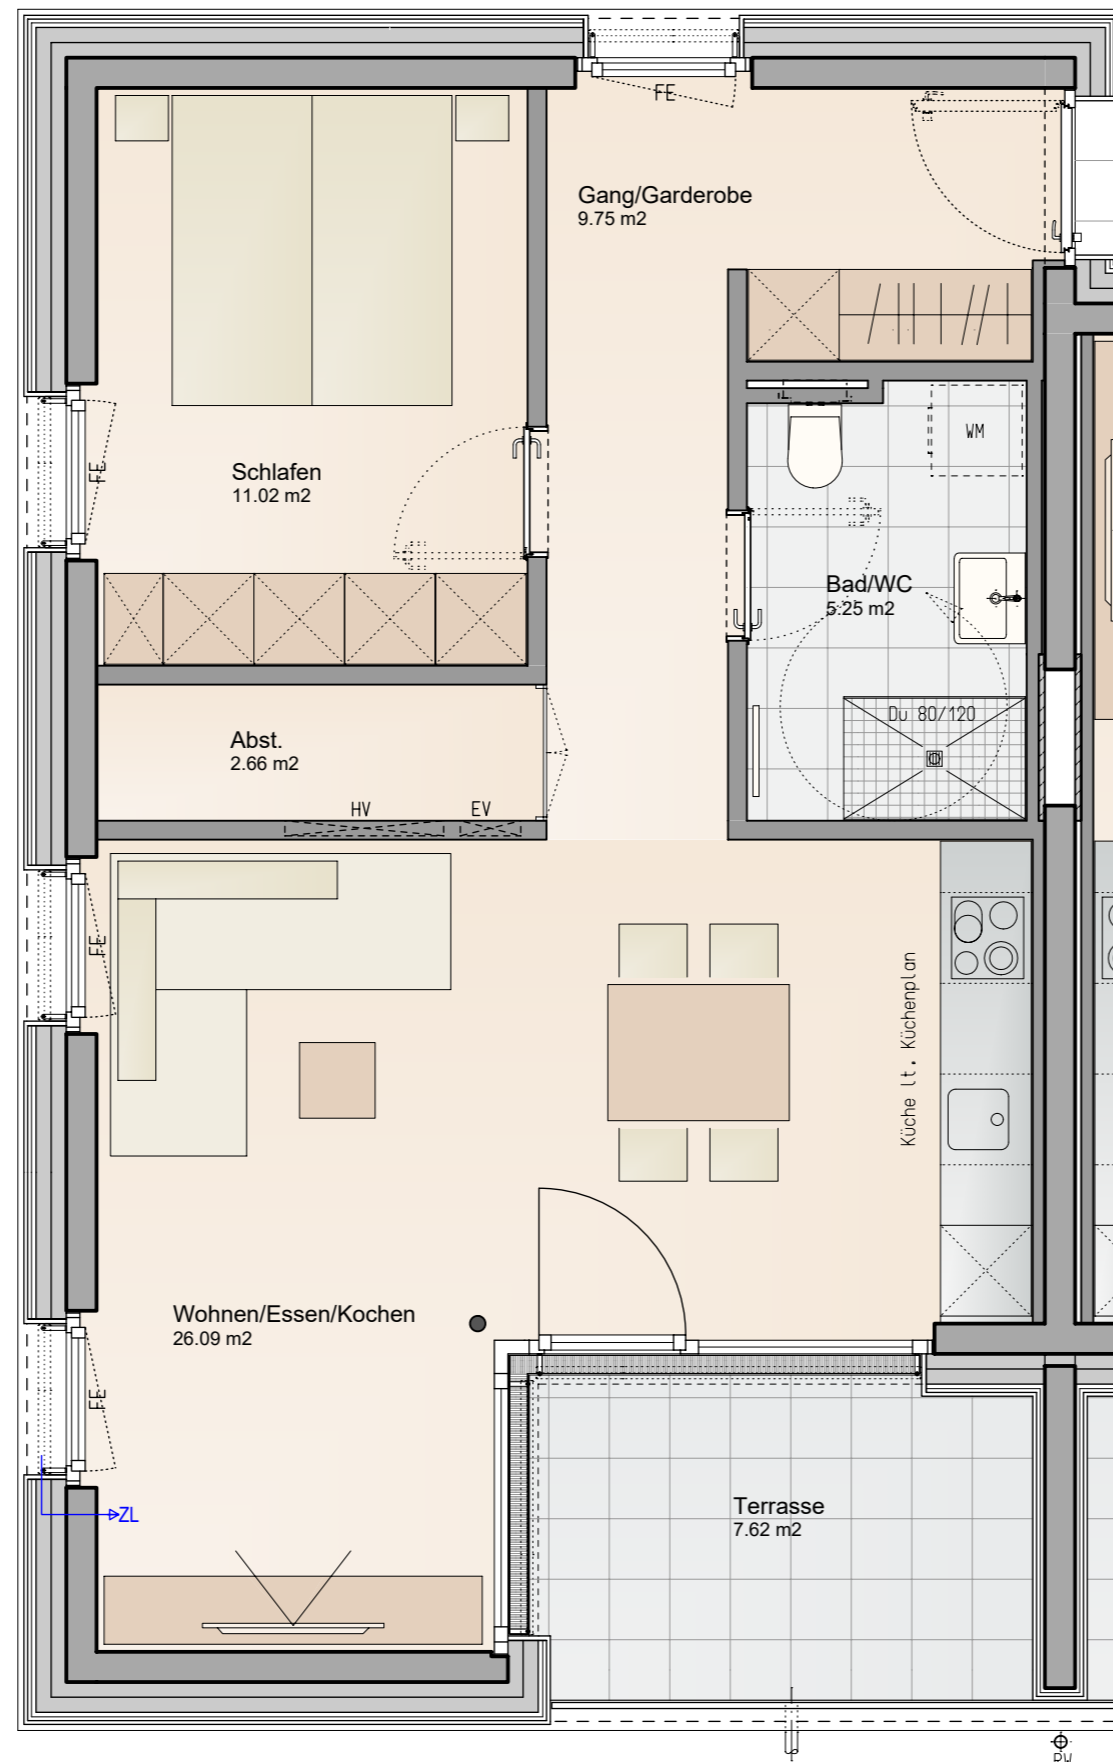 FE
Gang/Garderobe
9.75 m2
WM
Schlafen
11.02 m2
FE
Bad/WC
5.25 m2
Du 80/120
Abst.
2.66 m2
HV
EV
FE
Küche lt. Küchenplan
Wohnen/Essen/Kochen
26.09 m2
FE
ZL
Terrasse
7.62 m2
RW